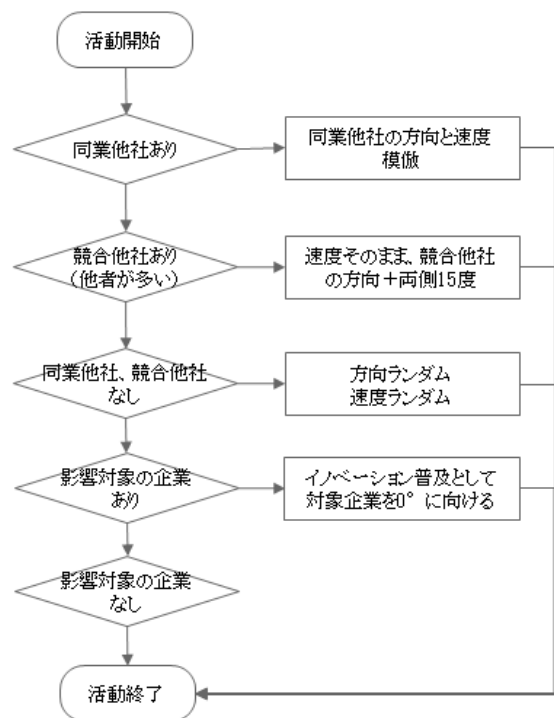 活動開始
同業他社あり
同業他社の方向と速度
模倣
競合他社あり
(他者が多い)
速度そのまま、競合他社
の方向+両側15度
同業他社、競合他社
なし
方向ランダム
速度ランダム
影響対象の企業
あり
イノベーション普及として
対象企業を0°に向ける
影響対象の企業
なし
活動終了